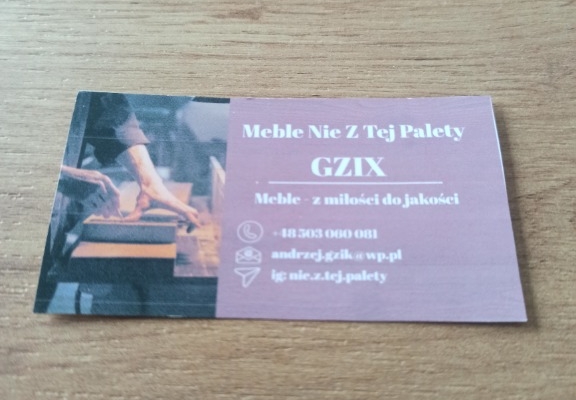 Meble Nie Z Tej Palety
GZIX
Meble - z miłości do jakości
+48 503 060 081
andrzej.gzik@wp.pl
ig: nie.z.tej.palety